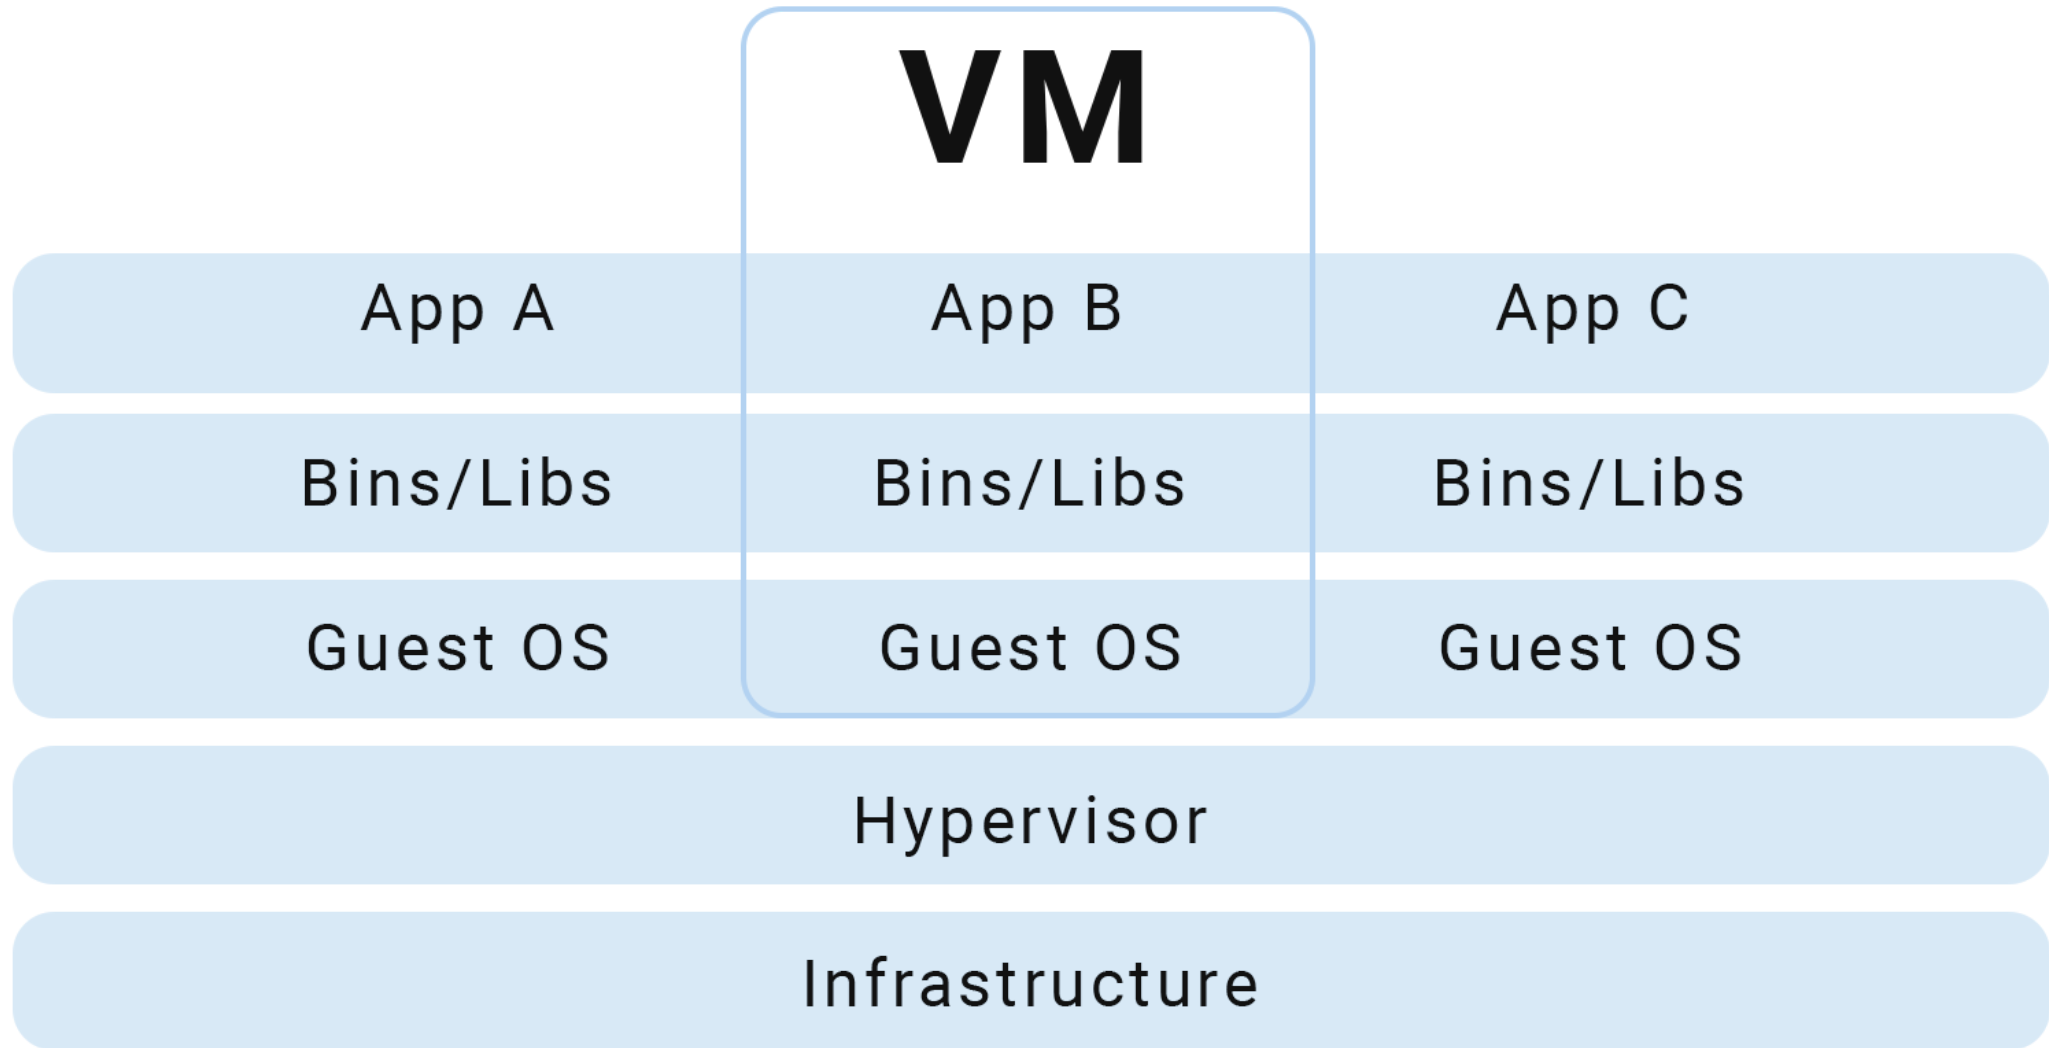 VM
App A App B App C
Bins/Libs Bins/Libs Bins/Libs
Guest OS Guest OS Guest OS
Hypervisor
Infrastructure